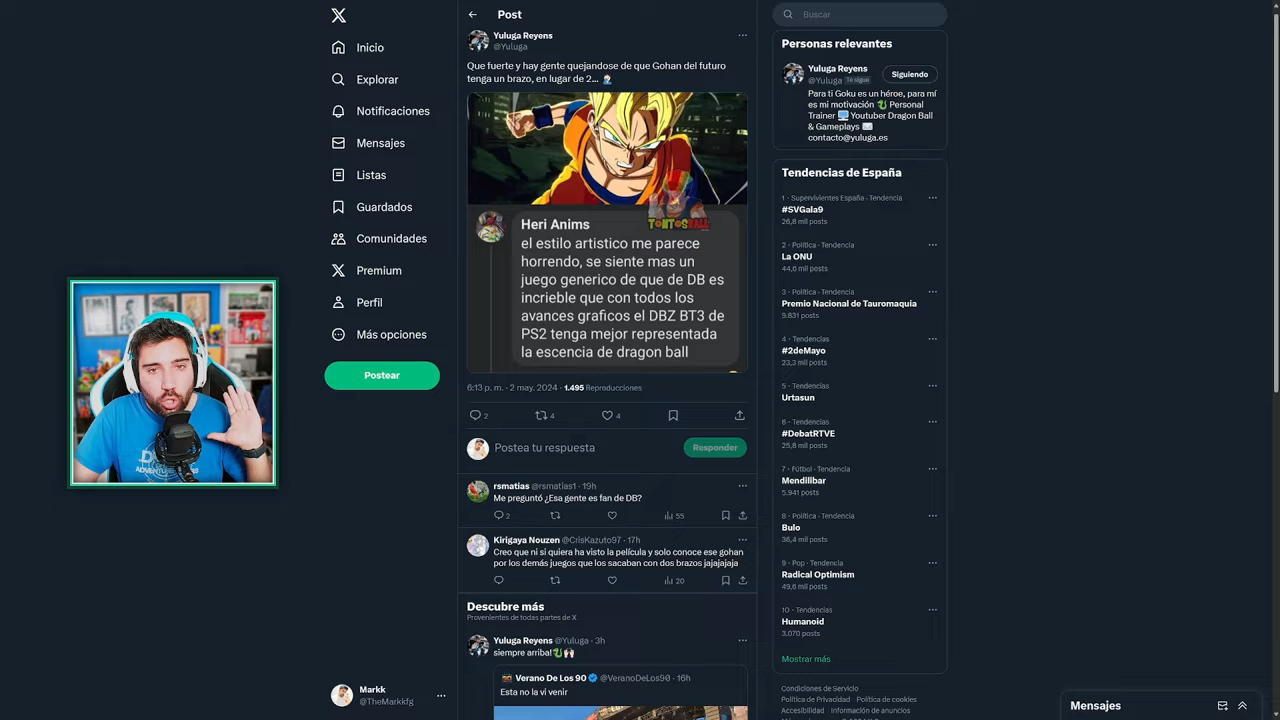 Inicio
Explorar
Notificaciones
Mensajes
Listas
Guardados
Comunidades
Premium
Perfil
Más opciones
Postear
Markk
@TheMarkkfg
Post
Yuluga Reyens
@Yuluga
Que fuerte y hay gente quejandose de que Gohan del futuro
tenga un brazo, en lugar de 2...
TONTOSBALL
Heri Anims
el estilo artistico me parece
horrendo, se siente mas un
juego generico de que de DB es
increible que con todos los
avances graficos el DBZ BT3 de
PS2 tenga mejor representada
la escencia de dragon ball
6:13 p. m. · 2 may. 2024 · 1.495 Reproducciones
2 4 4
Postea tu respuesta
Responder
rsmatias @rsmatias1 · 19h
Me preguntó ¿Esa gente es fan de DB?
2 55
Kirigaya Nouzen @CrisKazuto97 · 17h
Creo que ni si quiera ha visto la película y solo conoce ese gohan
por los demás juegos que los sacaban con dos brazos jajajajaja
20
Descubre más
Provenientes de todas partes de X
Yuluga Reyens @Yuluga · 3h
siempre arriba!
Verano De Los 90 @VeranoDeLos90 · 16h
Esta no la vi venir
Buscar
Personas relevantes
Yuluga Reyens
@Yuluga Te sigue
Siguiendo
Para ti Goku es un héroe, para mí
es mi motivación Personal
Trainer Youtuber Dragon Ball
& Gameplays
contacto@yuluga.es
Tendencias de España
1 · Supervivientes España · Tendencia
#SVGala9
26,8 mil posts
2 · Política · Tendencia
La ONU
44,6 mil posts
3 · Política · Tendencia
Premio Nacional de Tauromaquia
9.831 posts
4 · Tendencias
#2deMayo
23,3 mil posts
5 · Tendencias
Urtasun
6 · Tendencias
#DebatRTVE
25,8 mil posts
7 · Fútbol · Tendencia
Mendilibar
5.941 posts
8 · Política · Tendencia
Bulo
36,4 mil posts
9 · Pop · Tendencia
Radical Optimism
49,6 mil posts
10 · Tendencias
Humanoid
3.070 posts
Mostrar más
Condiciones de Servicio
Política de Privacidad Política de cookies
Accesibilidad Información de anuncios
Mensajes